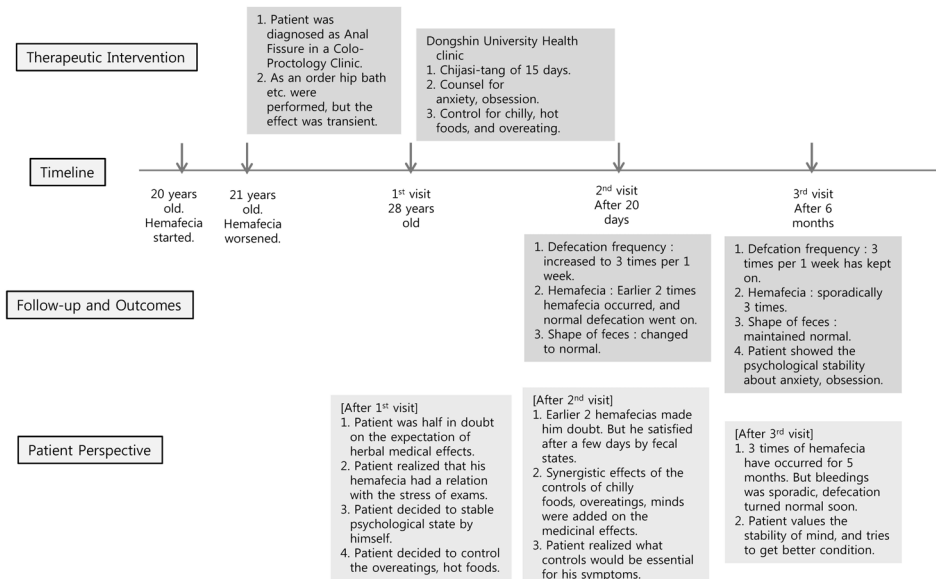 Therapeutic Intervention
1. Patient was
diagnosed as Anal
Fissure in a Colo-
Proctology Clinic.
2. As an order hip bath
etc. were
performed, but the
effect was transient.
Dongshin University Health
clinic
1. Chijasi-tang of 15 days.
2. Counsel for
anxiety, obsession.
3. Control for chilly, hot
foods, and overeating.
Timeline
20 years
old.
Hemafecia
started.
21 years
old.
Hemafecia
worsened.
1st visit
28 years
old
2nd visit
After 20
days
3rd visit
After 6
months
Follow-up and Outcomes
1. Defecation frequency :
increased to 3 times per 1
week.
2. Hemafecia : Earlier 2 times
hemafecia occurred, and
normal defecation went on.
3. Shape of feces : changed
to normal.
1. Defcation frequency : 3
times per 1 week has kept
on.
2. Hemafecia : sporadically
3 times.
3. Shape of feces :
maintained normal.
4. Patient showed the
psychological stability
about anxiety, obsession.
Patient Perspective
[After 1st visit]
1. Patient was half in doubt
on the expectation of
herbal medical effects.
2. Patient realized that his
hemafecia had a relation
with the stress of exams.
3. Patient decided to stable
psychological state by
himself.
4. Patient decided to control
the overeatings, hot foods.
[After 2nd visit]
1. Earlier 2 hemafecias made
him doubt. But he satisfied
after a few days by fecal
states.
2. Synergistic effects of the
controls of chilly
foods, overeatings, minds
were added on the
medicinal effects.
3. Patient realized what
controls would be essential
for his symptoms.
[After 3rd visit]
1. 3 times of hemafecia
have occurred for 5
months. But bleedings
was sporadic, defecation
turned normal soon.
2. Patient values the
stability of mind, and tries
to get better condition.